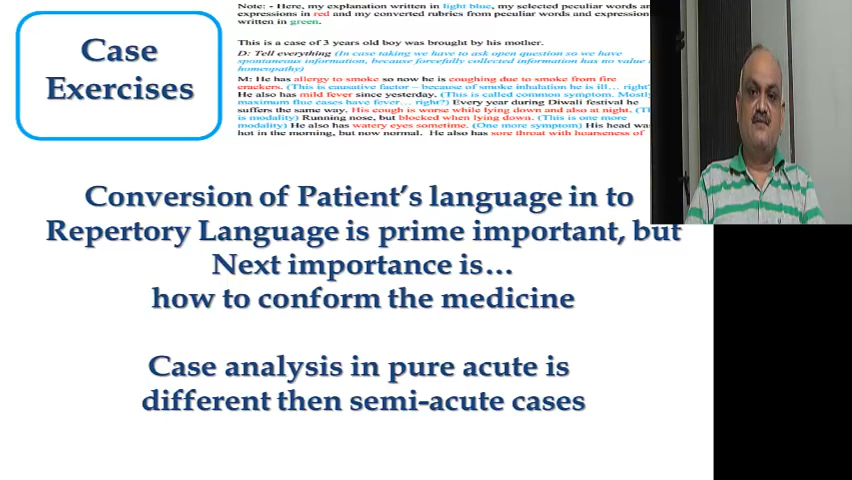 Case
Exercises
Note: - Here, my explanation written in light blue, my selected peculiar words an
expressions in red and my converted rubrics from peculiar words and expression
written in green.
This is a case of 3 years old boy was brought by his mother.
D: Tell everything (In case taking we have to ask open question so we have
spontaneous information, because forcefully collected information has no value
homeopathy)
M: He has allergy to smoke so now he is coughing due to smoke from fire
crackers. (This is causative factor – because of smoke inhalation he is ill... right
He also has mild fever since yesterday. (This is called common symptom. Mostl
maximum flue cases have fever... right?) Every year during Diwali festival he
suffers the same way. His cough is worse while lying down and also at night. (T
is modality) Running nose, but blocked when lying down. (This is one more
modality) He also has watery eyes sometime. (One more symptom) His head wa
hot in the morning, but now normal. He also has sore throat with hoarseness of
Conversion of Patient's language in to
Repertory Language is prime important, but
Next importance is...
how to conform the medicine
Case analysis in pure acute is
different then semi-acute cases